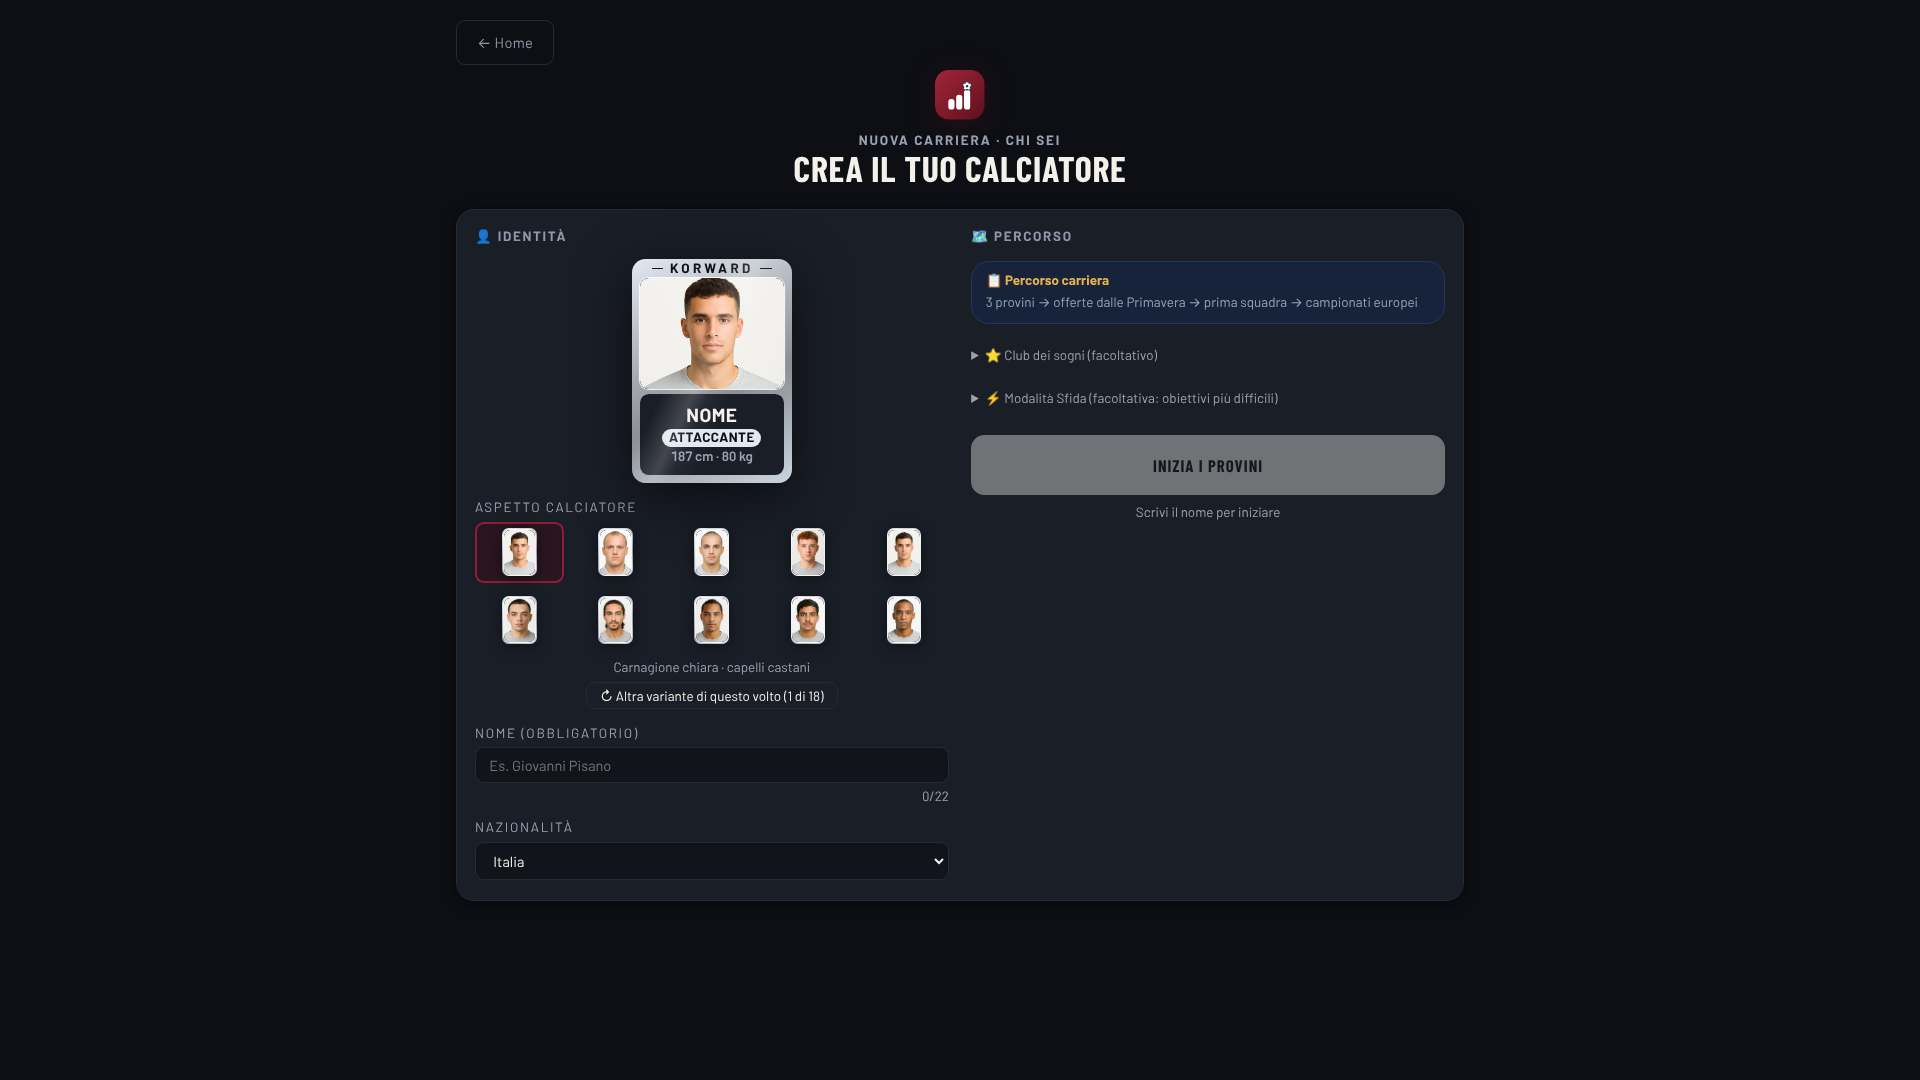 ← Home
NUOVA CARRIERA · CHI SEI
CREA IL TUO CALCIATORE
👤 IDENTITÀ
— KORWARD —
NOME
ATTACCANTE
187 cm · 80 kg
ASPETTO CALCIATORE
Carnagione chiara · capelli castani
↻ Altra variante di questo volto (1 di 18)
NOME (OBBLIGATORIO)
Es. Giovanni Pisano
0/22
NAZIONALITÀ
Italia
🗺️ PERCORSO
📋 Percorso carriera
3 provini → offerte dalle Primavera → prima squadra → campionati europei
▶ ⭐ Club dei sogni (facoltativo)
▶ ⚡ Modalità Sfida (facoltativa: obiettivi più difficili)
INIZIA I PROVINI
Scrivi il nome per iniziare